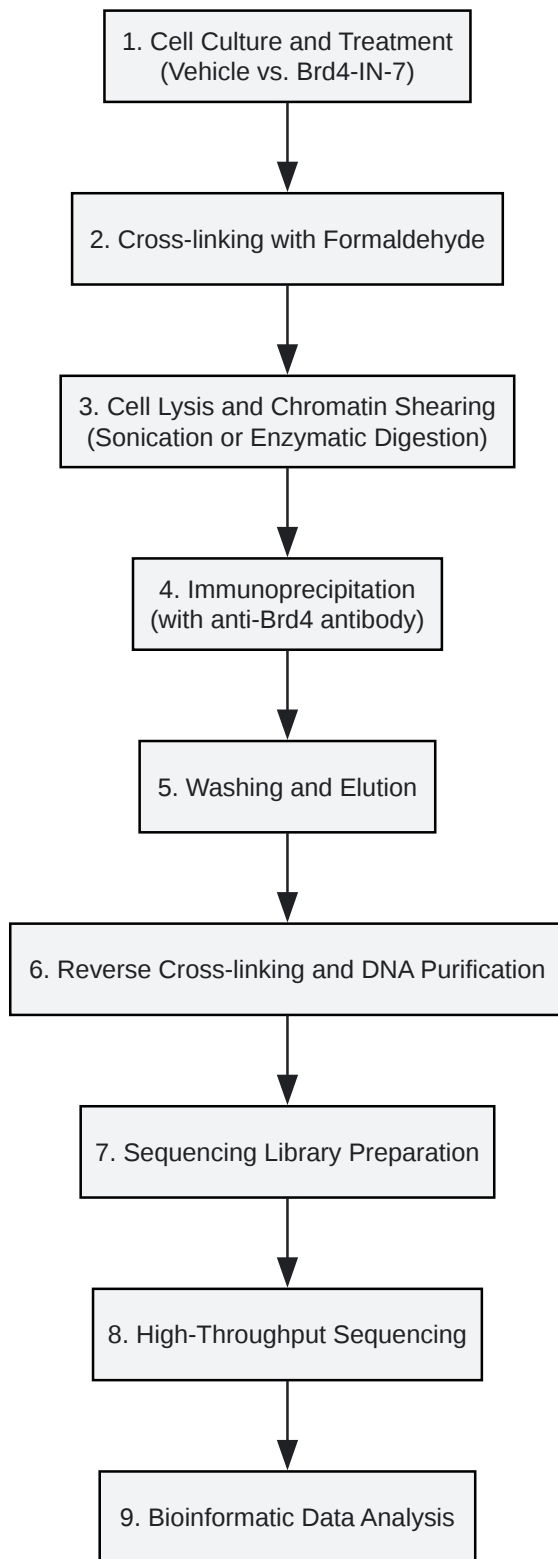 1. Cell Culture and Treatment
(Vehicle vs. Brd4-IN-7)
2. Cross-linking with Formaldehyde
3. Cell Lysis and Chromatin Shearing
(Sonication or Enzymatic Digestion)
4. Immunoprecipitation
(with anti-Brd4 antibody)
5. Washing and Elution
6. Reverse Cross-linking and DNA Purification
7. Sequencing Library Preparation
8. High-Throughput Sequencing
9. Bioinformatic Data Analysis